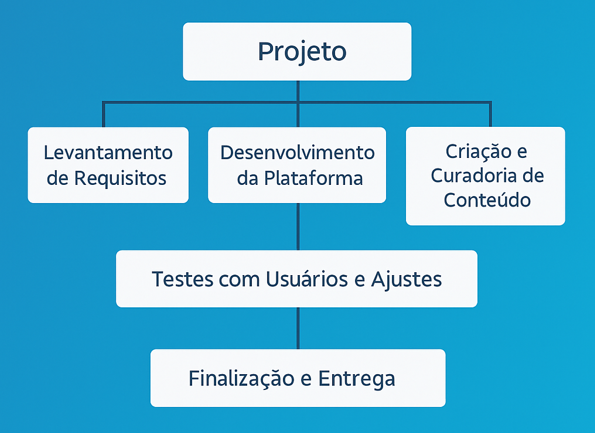 Projeto
Levantamento
de Requisitos
Desenvolvimento
da Plataforma
Criação e
Curadoria de
Conteúdo
Testes com Usuários e Ajustes
Finalização e Entrega